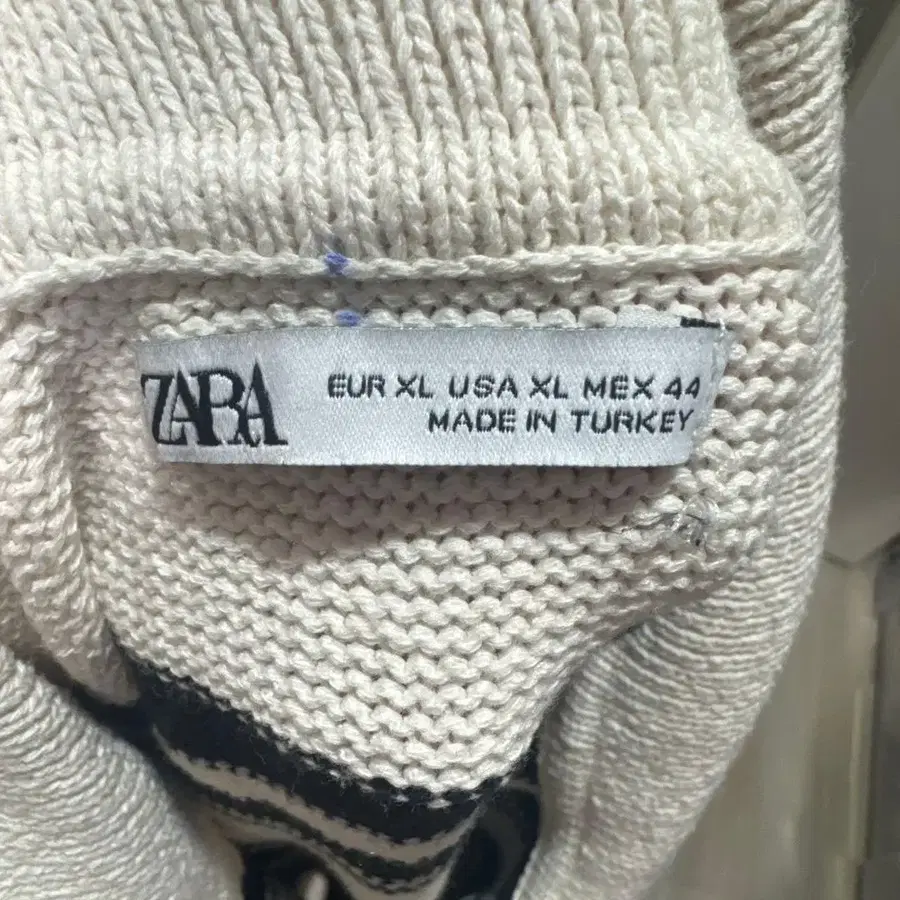 ZARA
EUR XL USA XL MEX 44
MADE IN TURKEY